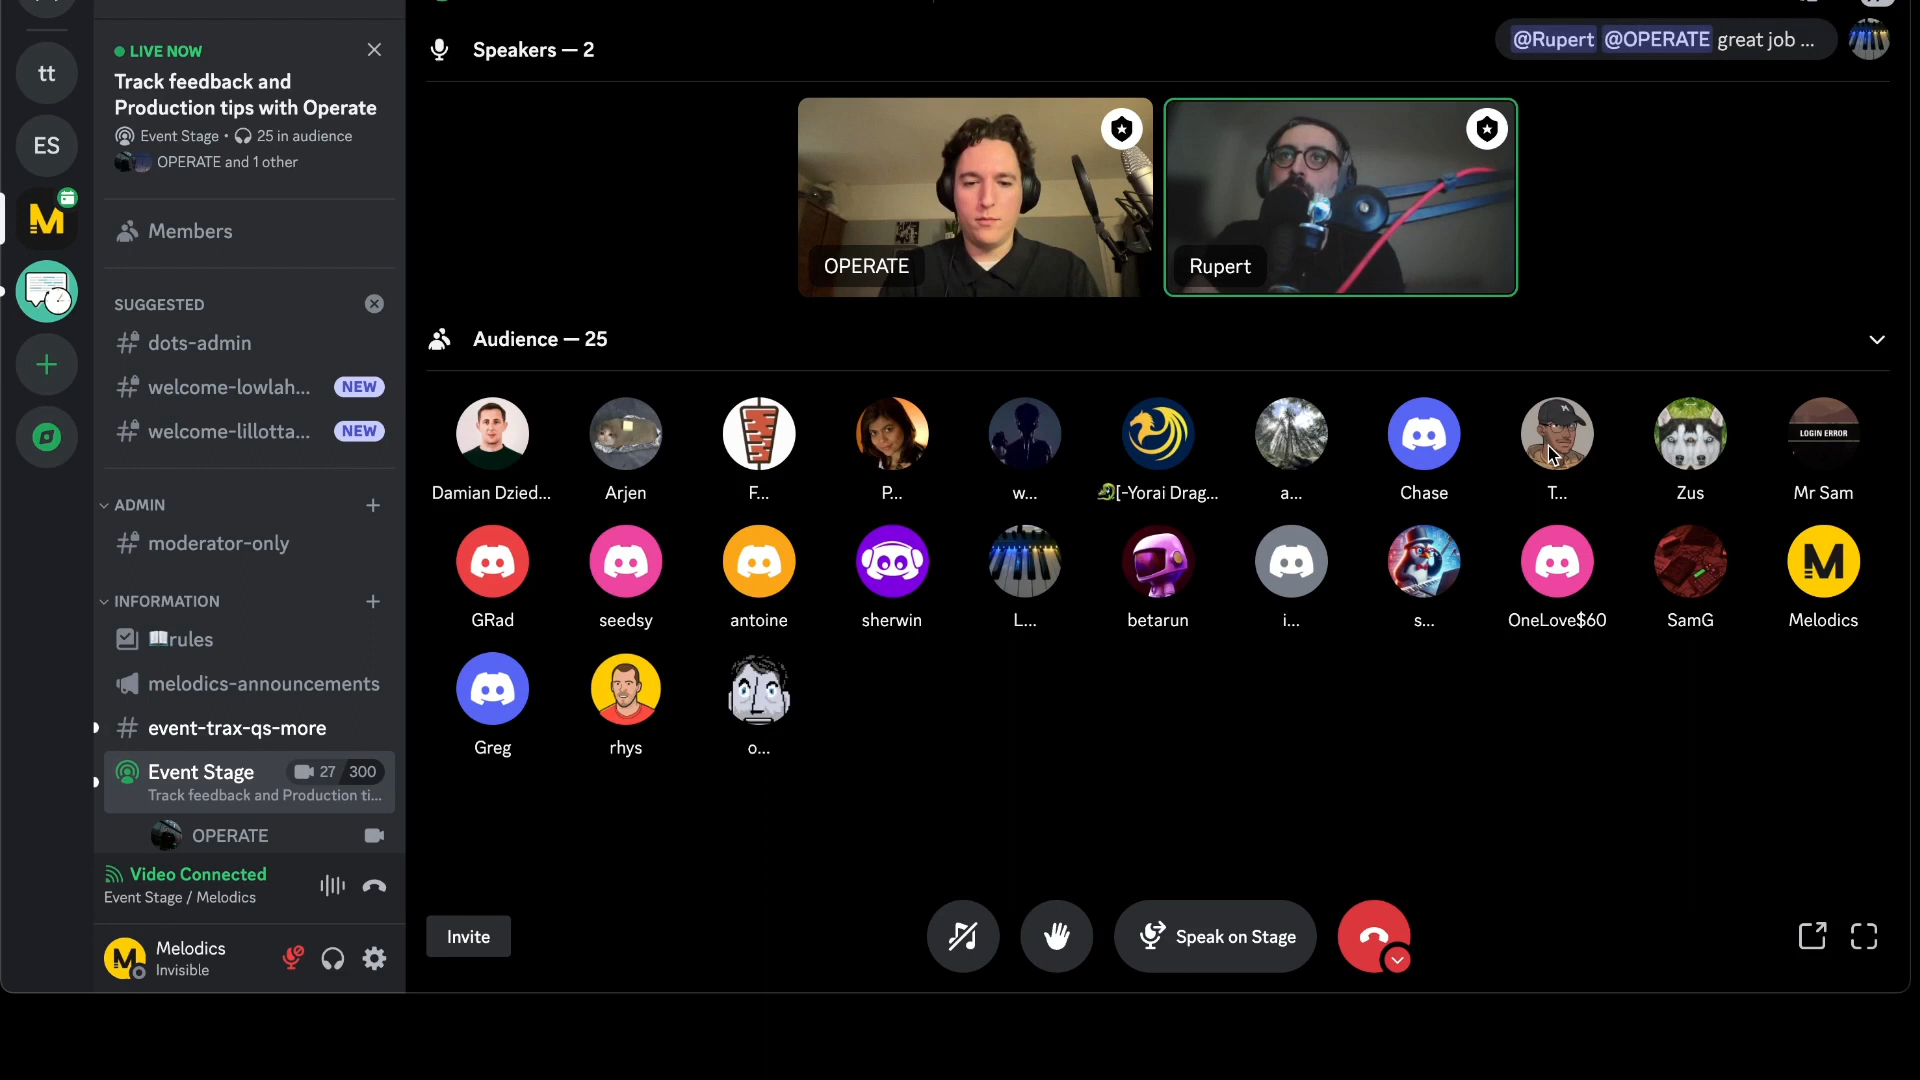 tt
ES
M
LIVE NOW
Track feedback and
Production tips with Operate
Event Stage • 25 in audience
OPERATE and 1 other
Members
SUGGESTED
dots-admin
welcome-lowlah... NEW
welcome-lillotta... NEW
ADMIN
moderator-only
INFORMATION
rules
melodics-announcements
event-trax-qs-more
Event Stage 27 300
Track feedback and Production ti...
OPERATE
Video Connected
Event Stage / Melodics
M
Melodics
Invisible
Speakers — 2
@Rupert @OPERATE great job ...
OPERATE
Rupert
Audience — 25
LOGIN ERROR
Damian Dzied...
Arjen
F...
P...
w...
[-Yorai Drag...
a...
Chase
T...
Zus
Mr Sam
M
GRad
seedsy
antoine
sherwin
L...
betarun
i...
s...
OneLove$60
SamG
Melodics
Greg
rhys
o...
Invite
Speak on Stage